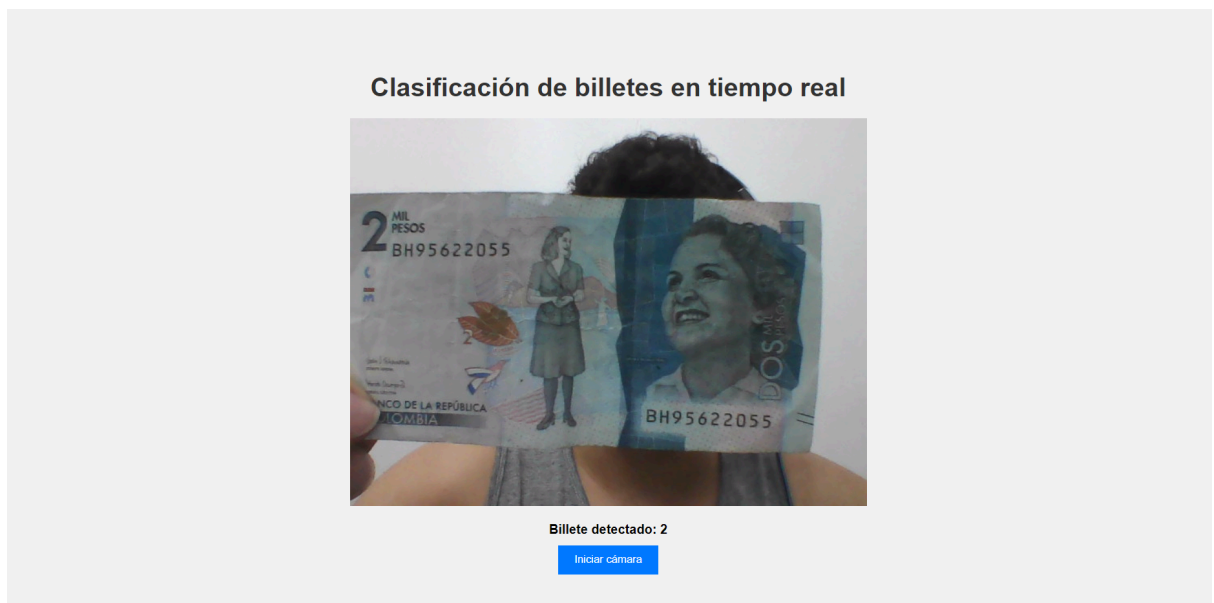 Clasificación de billetes en tiempo real
2 MIL
PESOS
BH95622055
2
DOS MIL
PESOS
NCO DE LA REPÚBLICA
LOMBIA
BH95622055
Billete detectado: 2
Iniciar cámara